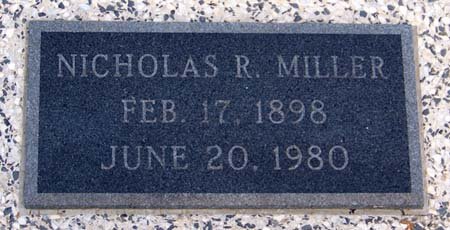 NICHOLAS R. MILLER
FEB. 17, 1898
JUNE 20, 1980